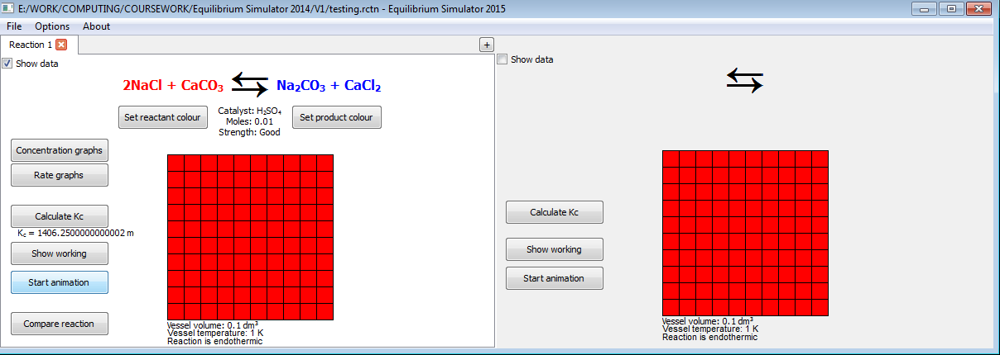 E:/WORK/COMPUTING/COURSEWORK/Equilibrium Simulator 2014/V1/testing.rctn - Equilibrium Simulator 2015
File Options About
Reaction 1
+
Show data
2NaCl + CaCO₃ ⇆ Na₂CO₃ + CaCl₂
Set reactant colour
Catalyst: H₂SO₄
Moles: 0.01
Strength: Good
Set product colour
Concentration graphs
Rate graphs
Calculate Kc
K꜀ = 1406.2500000000002 m
Show working
Start animation
Compare reaction
Vessel volume: 0.1 dm³
Vessel temperature: 1 K
Reaction is endothermic
Show data
⇆
Calculate Kc
Show working
Start animation
Vessel volume: 0.1 dm³
Vessel temperature: 1 K
Reaction is endothermic